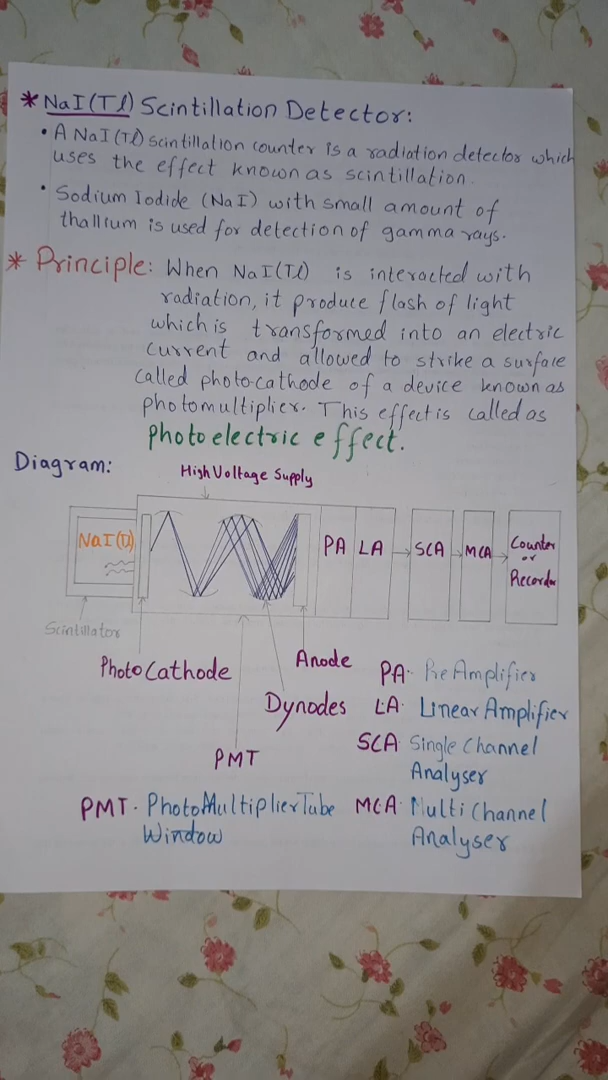 * NaI(Tl) Scintillation Detector:
• A NaI(Tl) scintillation counter is a radiation detector which
uses the effect known as scintillation.
• Sodium Iodide (NaI) with small amount of
thallium is used for detection of gamma rays.
* Principle: When NaI(Tl) is interacted with
radiation, it produce flash of light
which is transformed into an electric
current and allowed to strike a surface
called photo-cathode of a device known as
photomultiplier. This effect is called as
Photoelectric effect.
Diagram:
High Voltage Supply
NaI(Tl)
PA LA SCA MCA Counter
or
Recorder
Scintillator
Photo Cathode
Anode
Dynodes
PMT
PA- Pre Amplifier
LA- Linear Amplifier
SCA- Single Channel
Analyser
PMT- PhotoMultiplierTube
Window
MCA- Multi Channel
Analyser